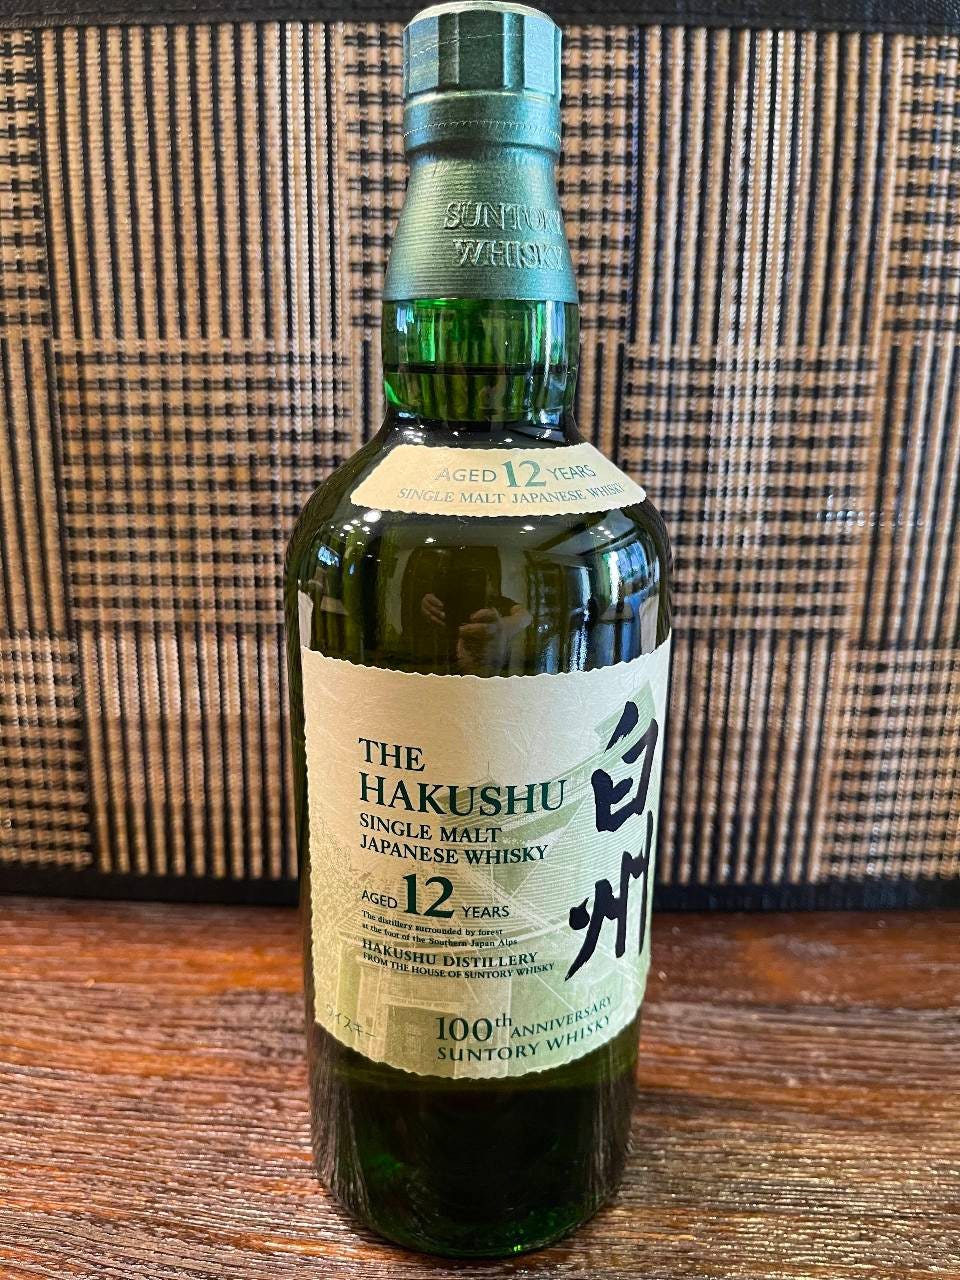 SUNTORY
WHISKY
AGED 12 YEARS
SINGLE MALT JAPANESE WHISKY
THE
HAKUSHU
SINGLE MALT
JAPANESE WHISKY
AGED 12 YEARS
The distillery surrounded by forest
at the foot of the Southern Japan Alps
HAKUSHU DISTILLERY
FROM THE HOUSE OF SUNTORY WHISKY
白州
ウイスキー
100th ANNIVERSARY
SUNTORY WHISKY